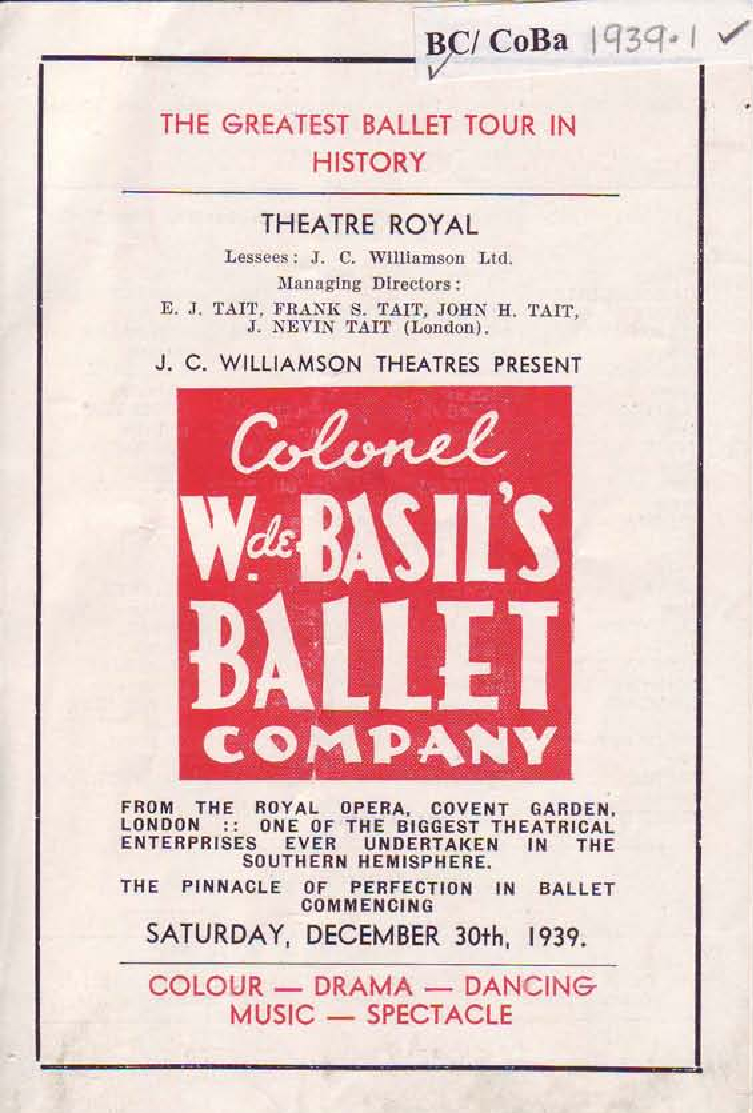 BC/ CoBa 1939.1 ✓
✓
THE GREATEST BALLET TOUR IN
HISTORY
THEATRE ROYAL
Lessees: J. C. Williamson Ltd.
Managing Directors:
E. J. TAIT, FRANK S. TAIT, JOHN H. TAIT,
J. NEVIN TAIT (London).
J. C. WILLIAMSON THEATRES PRESENT
Colonel
W. de BASIL'S
BALLET
COMPANY
FROM THE ROYAL OPERA, COVENT GARDEN,
LONDON :: ONE OF THE BIGGEST THEATRICAL
ENTERPRISES EVER UNDERTAKEN IN THE
SOUTHERN HEMISPHERE.
THE PINNACLE OF PERFECTION IN BALLET
COMMENCING
SATURDAY, DECEMBER 30th, 1939.
COLOUR — DRAMA — DANCING
MUSIC — SPECTACLE